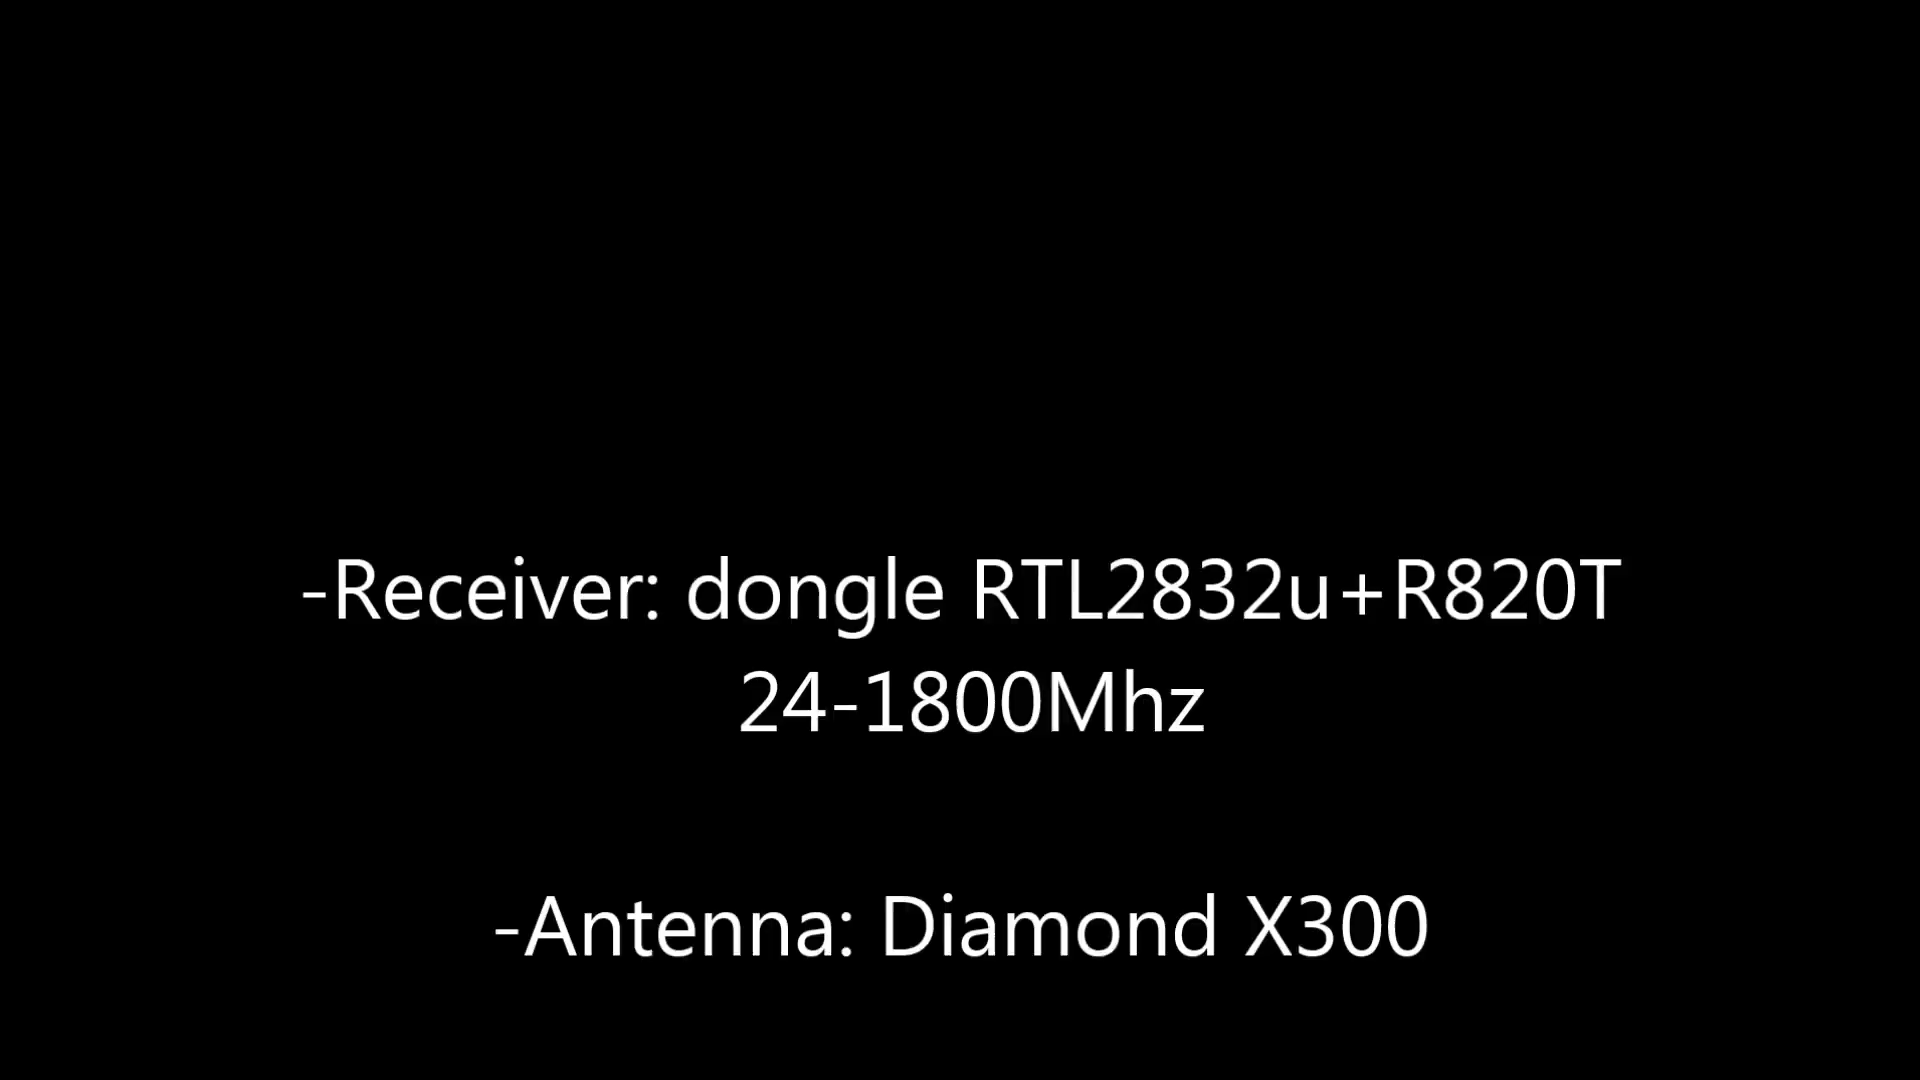 -Receiver: dongle RTL2832u+R820T
24-1800Mhz
-Antenna: Diamond X300